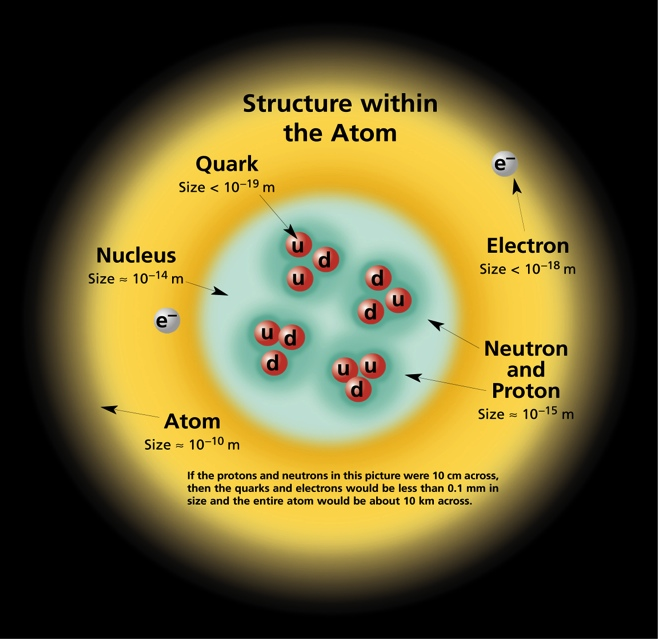 Structure within
the Atom
Quark
Size < 10⁻¹⁹ m
e⁻
Electron
Size < 10⁻¹⁸ m
Nucleus
Size ≈ 10⁻¹⁴ m
u
d
u
d
u
d
e⁻
u
d
d
u
u
d
Neutron
and
Proton
Size ≈ 10⁻¹⁵ m
Atom
Size ≈ 10⁻¹⁰ m
If the protons and neutrons in this picture were 10 cm across,
then the quarks and electrons would be less than 0.1 mm in
size and the entire atom would be about 10 km across.